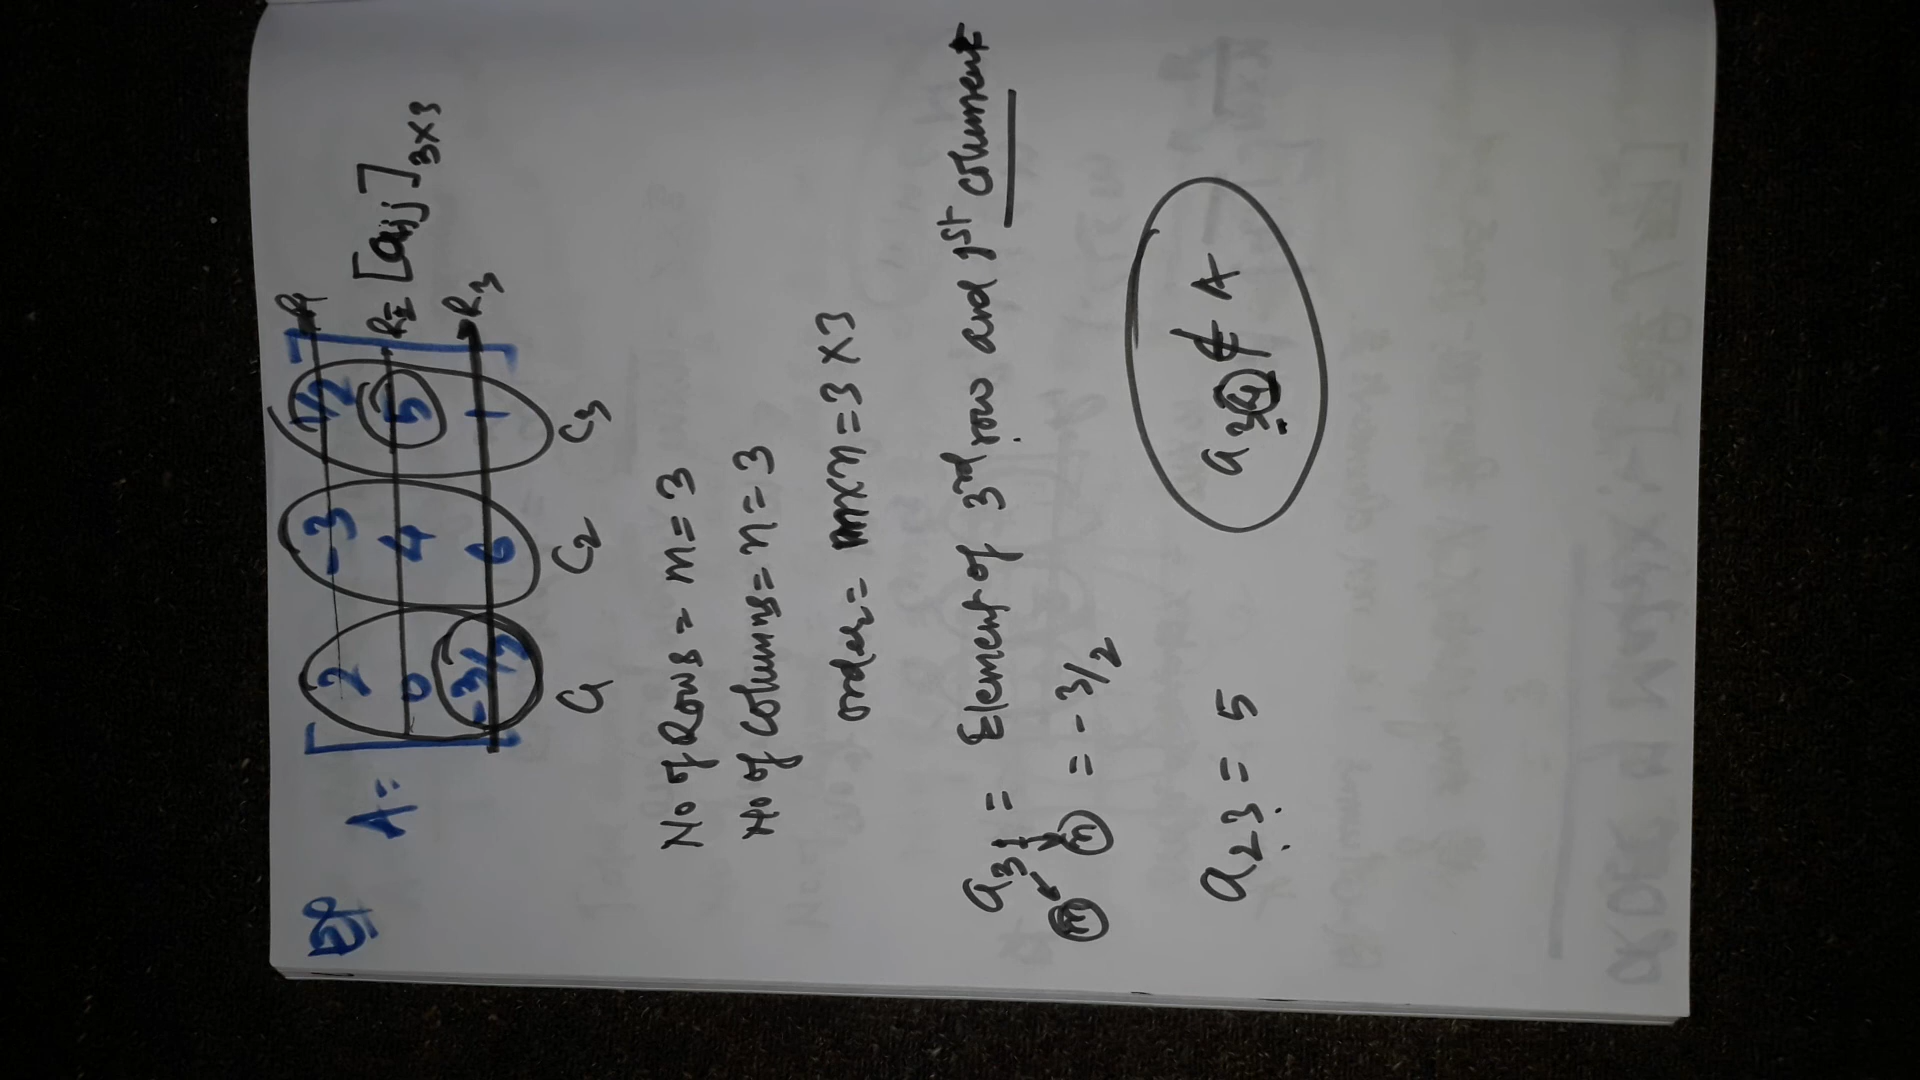 Ex A = [ 2 -3 1/2 ] R1
[ 0 4 5 ] R2 = [aij]3×3
[ -3/2 6 1 ] R3
C1 C2 C3
No of Rows = m = 3
No of Columns = n = 3
order = m×n = 3×3
a31 = Element of 3rd row and 1st column
m n = -3/2
a23 = 5 a34 ∉ A